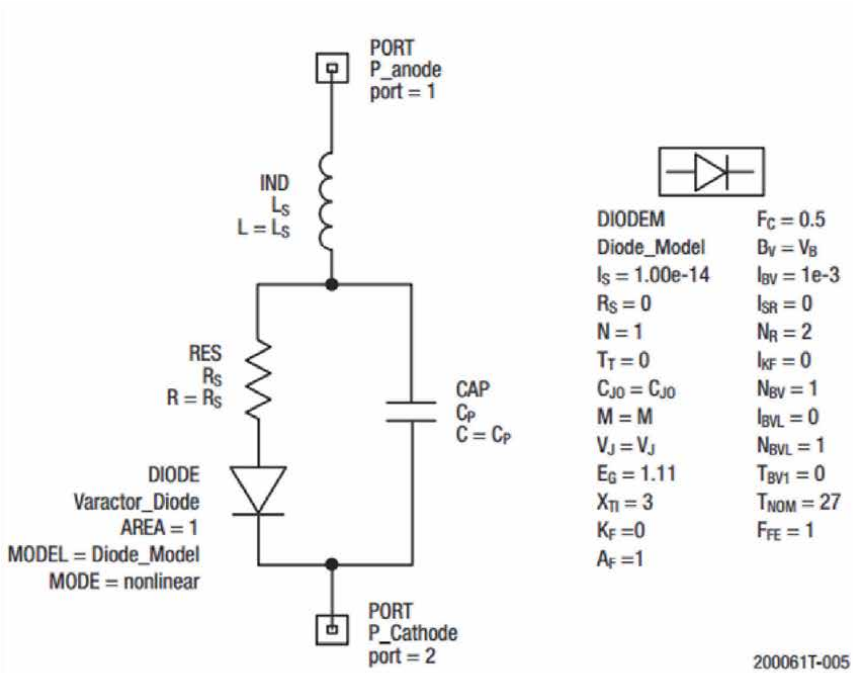 PORT
P_anode
port = 1
IND
LS
L = LS
RES
RS
R = RS
CAP
CP
C = CP
DIODE
Varactor_Diode
AREA = 1
MODEL = Diode_Model
MODE = nonlinear
PORT
P_Cathode
port = 2
DIODEM
Diode_Model
IS = 1.00e-14
RS = 0
N = 1
TT = 0
CJO = CJO
M = M
VJ = VJ
EG = 1.11
XTI = 3
KF =0
AF =1
FC = 0.5
BV = VB
IBV = 1e-3
ISR = 0
NR = 2
IKF = 0
NBV = 1
IBVL = 0
NBVL = 1
TBV1 = 0
TNOM = 27
FFE = 1
200061T-005